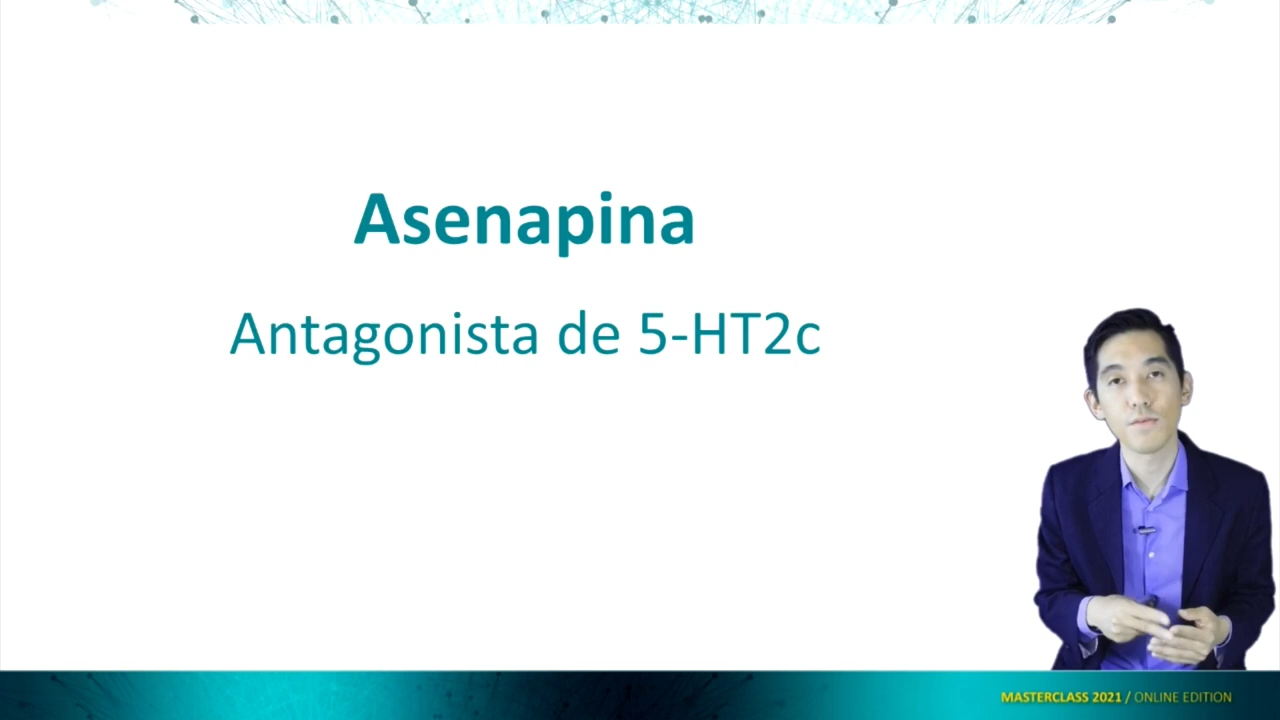 Asenapina
Antagonista de 5-HT2c
MASTERCLASS 2021 / ONLINE EDITION